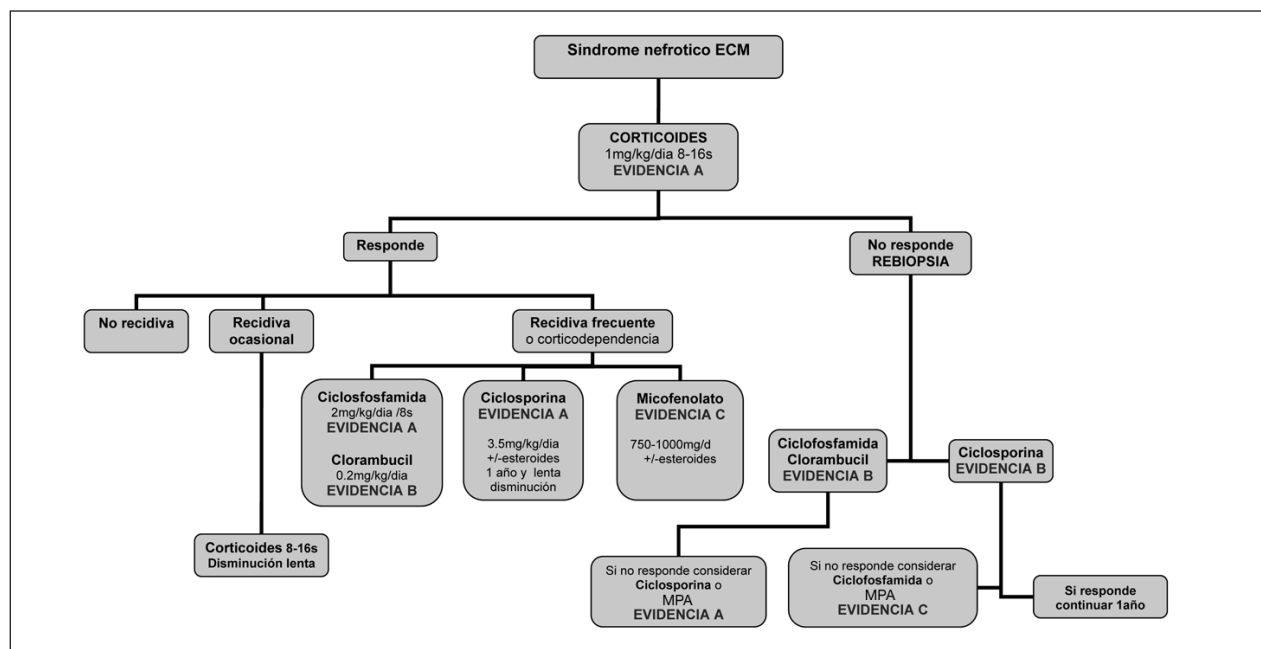 Sindrome nefrotico ECM
CORTICOIDES
1mg/kg/dia 8-16s
EVIDENCIA A
Responde
No responde
REBIOPSIA
No recidiva
Recidiva
ocasional
Recidiva frecuente
o corticodependencia
Ciclosfosfamida
2mg/kg/dia /8s
EVIDENCIA A
Clorambucil
0.2mg/kg/dia
EVIDENCIA B
Ciclosporina
EVIDENCIA A
3.5mg/kg/dia
+/-esteroides
1 año y lenta
disminución
Micofenolato
EVIDENCIA C
750-1000mg/d
+/-esteroides
Ciclofosfamida
Clorambucil
EVIDENCIA B
Ciclosporina
EVIDENCIA B
Corticoides 8-16s
Disminución lenta
Si no responde considerar
Ciclosporina o
MPA
EVIDENCIA A
Si no responde considerar
Ciclofosfamida o
MPA
EVIDENCIA C
Si responde
continuar 1año